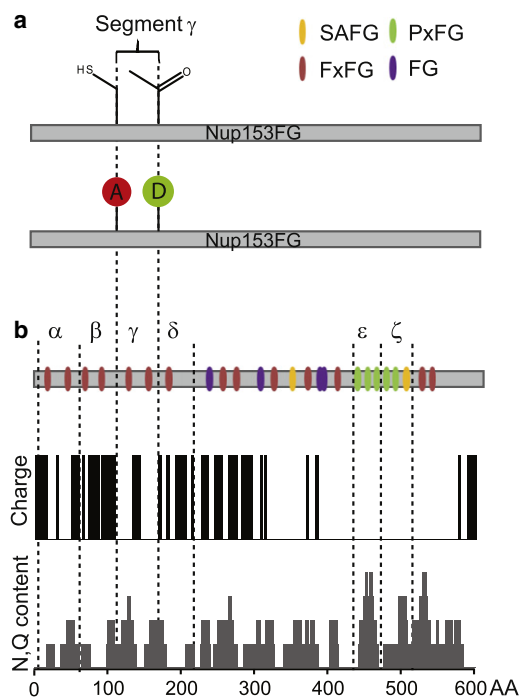 a
Segment γ
SAFG
PxFG
FxFG
FG
HS
O
Nup153FG
A
D
Nup153FG
b
α β γ δ ε ζ
Charge
N,Q content
0 100 200 300 400 500 600 AA